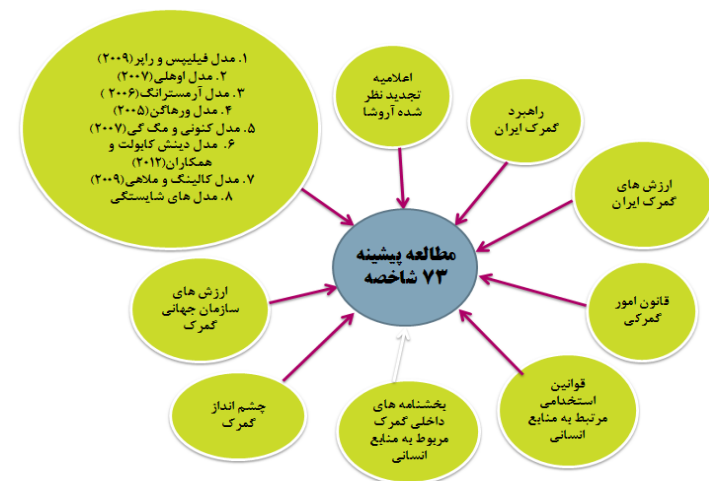 ۱. مدل فیلیپس و راپر(۲۰۰۹)
۲. مدل اوهلی(۲۰۰۷)
۳. مدل آرمسترانگ(۲۰۰۶ )
۴. مدل ورهاگن(۲۰۰۵)
۵. مدل کنونی و مگ گی(۲۰۰۷)
۶. مدل دینش کابولت و
همکاران(۲۰۱۲)
۷. مدل کالینگ و ملاهی(۲۰۰۹)
۸. مدل های شایستگی
اعلامیه
تجدید نظر
شده آروشا
راهبرد
گمرک ایران
ارزش های
گمرک ایران
مطالعه پیشینه
۷۳ شاخصه
قانون امور
گمرکی
ارزش های
سازمان جهانی
گمرک
قوانین
استخدامی
مرتبط به منابع
انسانی
بخشنامه های
داخلی گمرک
مربوط به منابع
انسانی
چشم انداز
گمرک